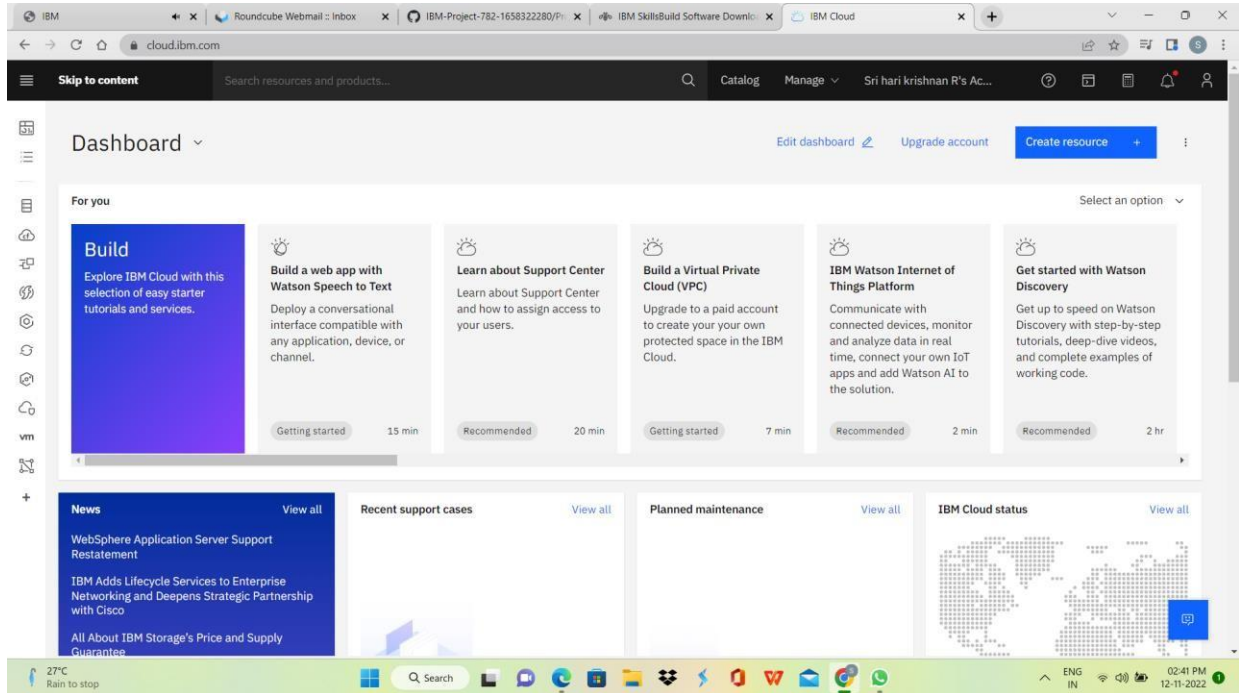 IBM
Roundcube Webmail :: Inbox
IBM-Project-782-1658322280/Pr
IBM SkillsBuild Software Downlo
IBM Cloud
cloud.ibm.com
S
Skip to content
Search resources and products...
Catalog
Manage
Sri hari krishnan R's Ac...
Dashboard
Edit dashboard
Upgrade account
Create resource +
For you
Select an option
Build
Explore IBM Cloud with this
selection of easy starter
tutorials and services.
Build a web app with
Watson Speech to Text
Deploy a conversational
interface compatible with
any application, device, or
channel.
Getting started
15 min
Learn about Support Center
Learn about Support Center
and how to assign access to
your users.
Recommended
20 min
Build a Virtual Private
Cloud (VPC)
Upgrade to a paid account
to create your your own
protected space in the IBM
Cloud.
Getting started
7 min
IBM Watson Internet of
Things Platform
Communicate with
connected devices, monitor
and analyze data in real
time, connect your own IoT
apps and add Watson AI to
the solution.
Recommended
2 min
Get started with Watson
Discovery
Get up to speed on Watson
Discovery with step-by-step
tutorials, deep-dive videos,
and complete examples of
working code.
Recommended
2 hr
vm
News
View all
WebSphere Application Server Support
Restatement
IBM Adds Lifecycle Services to Enterprise
Networking and Deepens Strategic Partnership
with Cisco
All About IBM Storage's Price and Supply
Guarantee
Recent support cases
View all
Planned maintenance
View all
IBM Cloud status
View all
27°C
Rain to stop
Search
ENG
IN
02:41 PM
12-11-2022
1